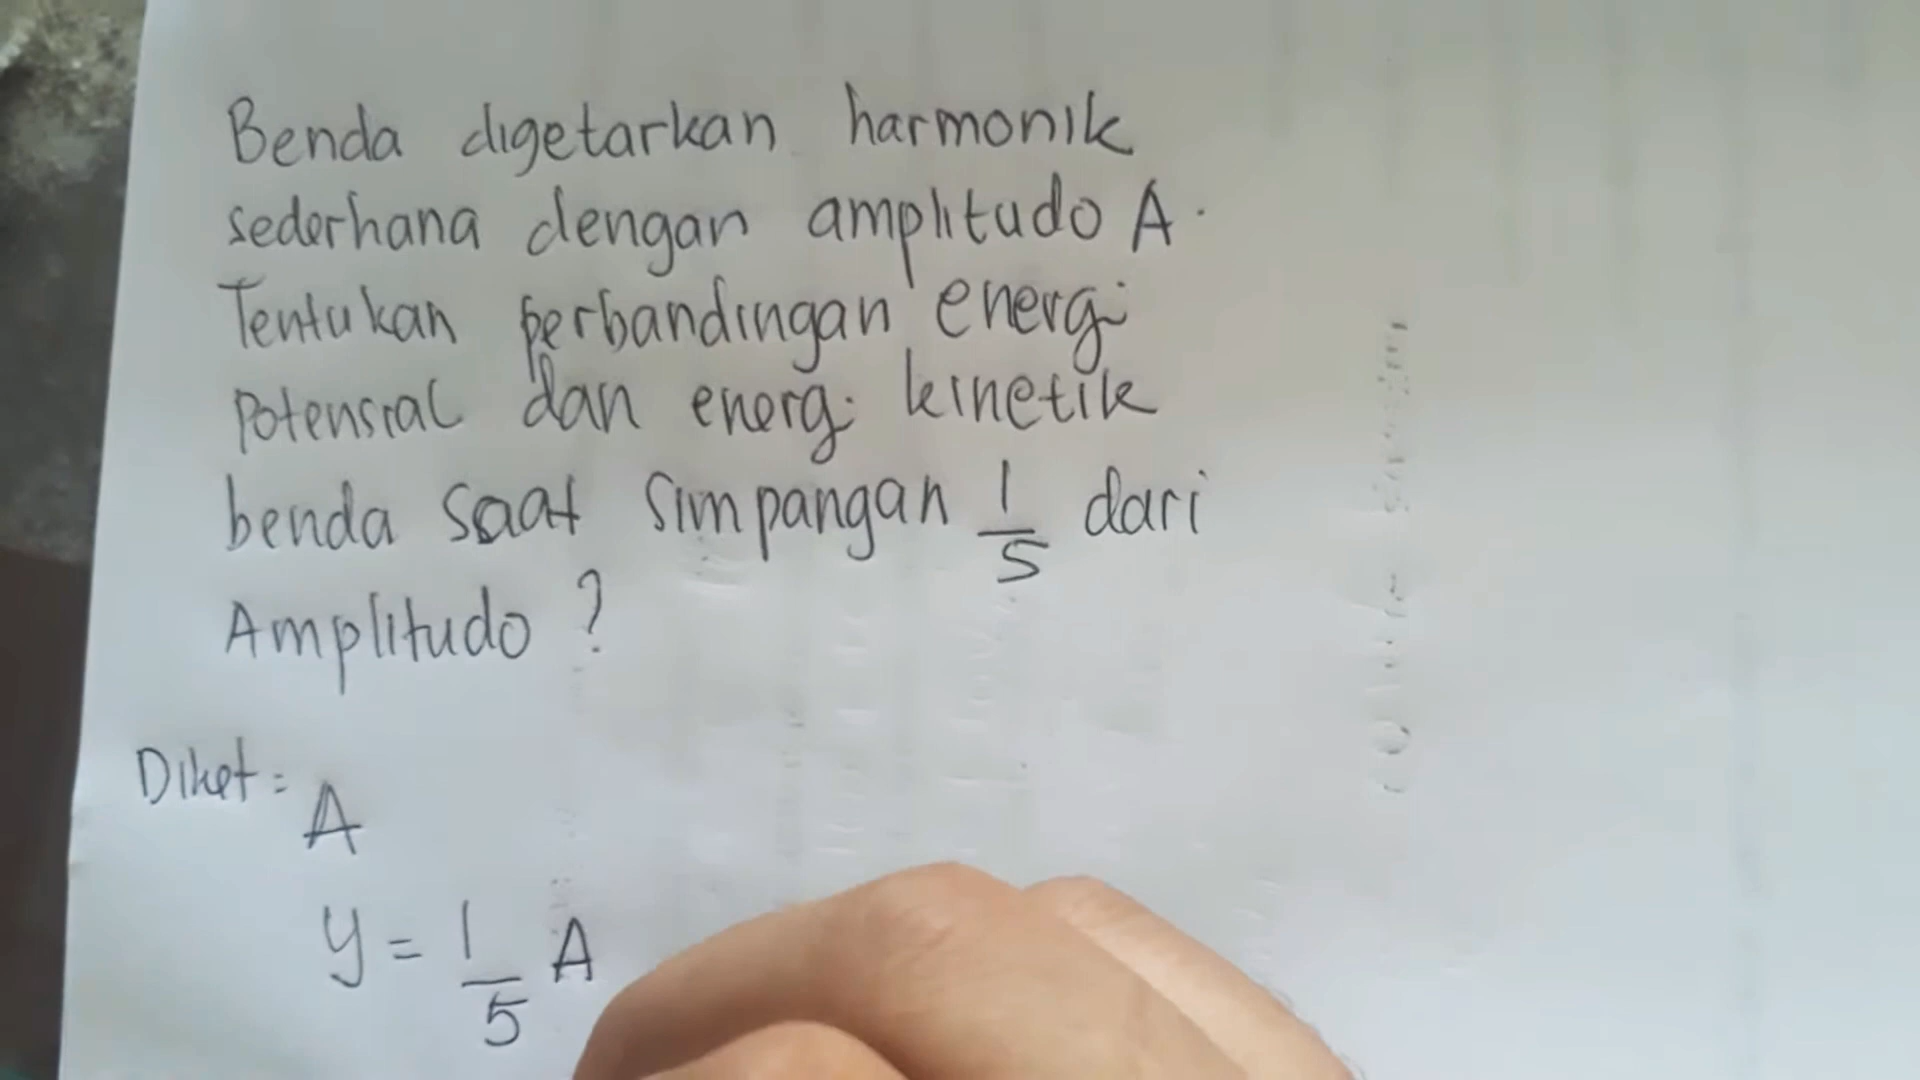 Benda digetarkan harmonik
sederhana dengan amplitudo A.
Tentukan perbandingan energi
potensial dan energi kinetik
benda saat simpangan 1/5 dari
Amplitudo ?
Diket = A
y = 1/5 A